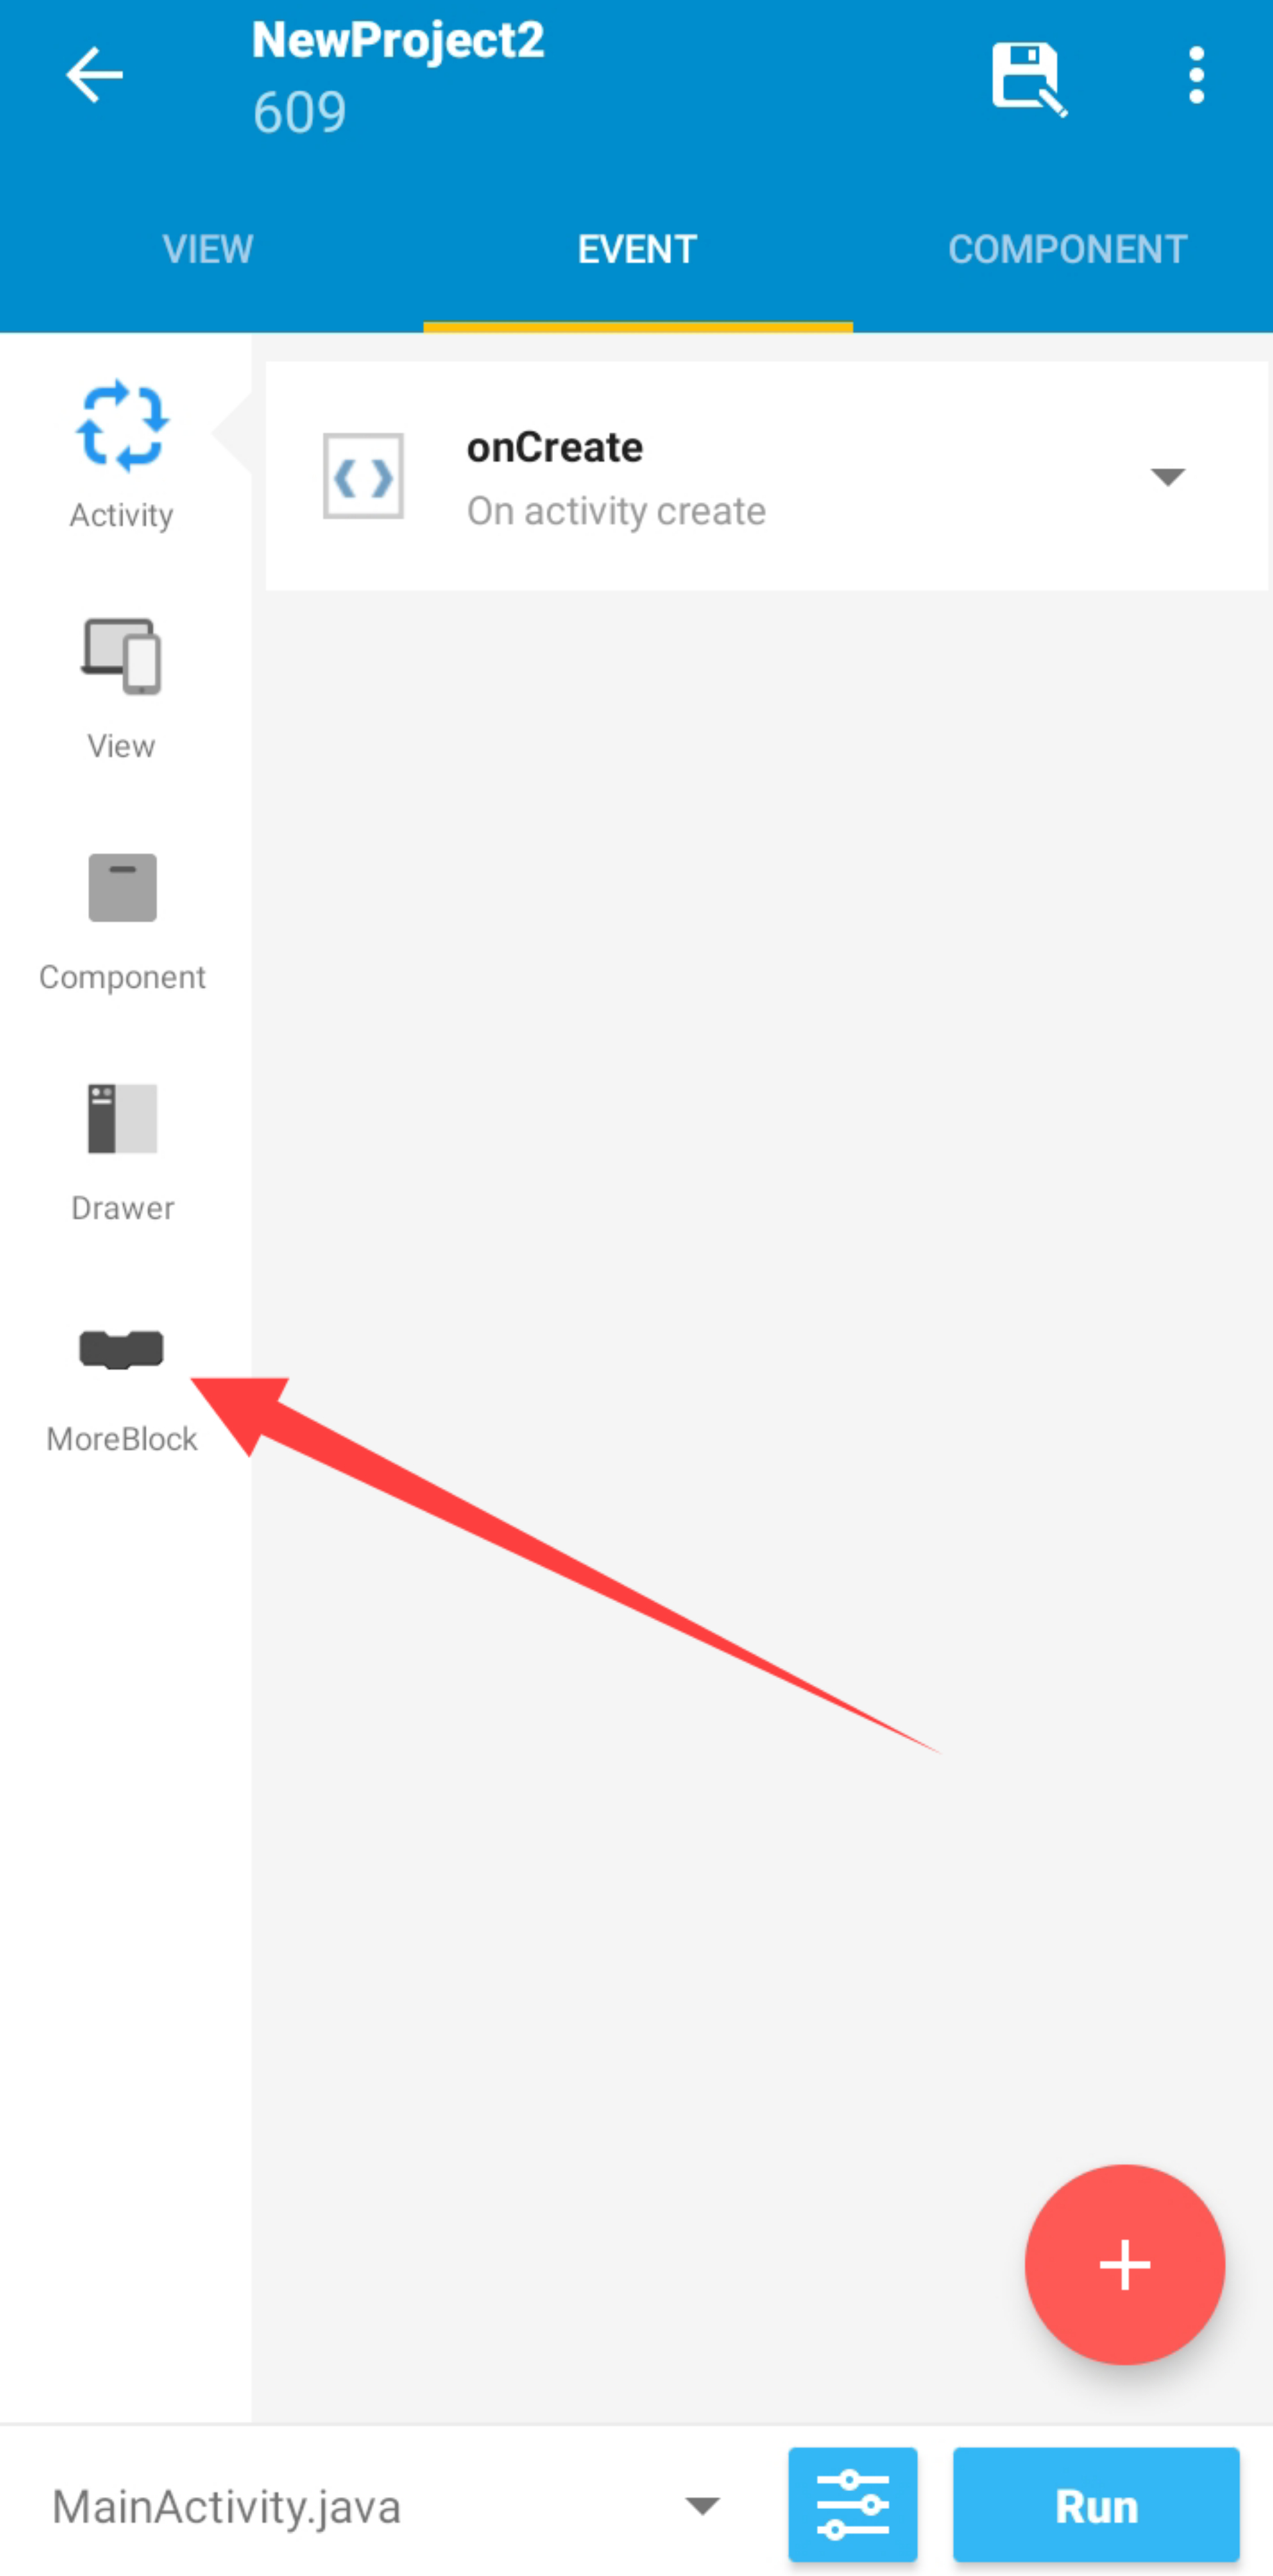 NewProject2
609
VIEW EVENT COMPONENT
onCreate
On activity create
Activity
View
Component
Drawer
MoreBlock
MainActivity.java
Run